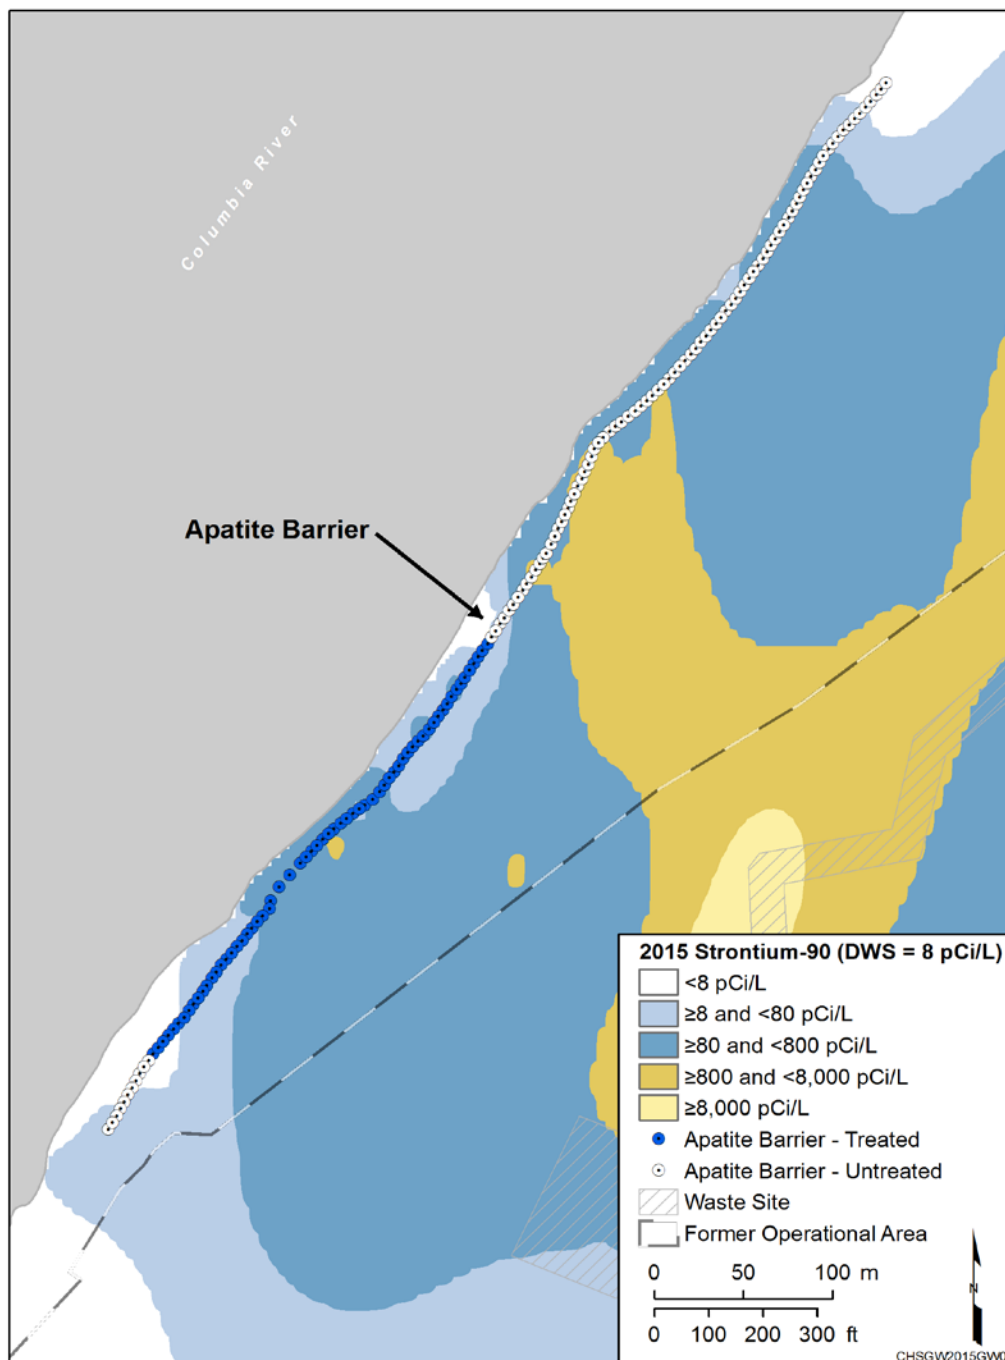 Columbia River
Apatite Barrier
2015 Strontium-90 (DWS = 8 pCi/L)
<8 pCi/L
≥8 and <80 pCi/L
≥80 and <800 pCi/L
≥800 and <8,000 pCi/L
≥8,000 pCi/L
Apatite Barrier - Treated
Apatite Barrier - Untreated
Waste Site
Former Operational Area
0 50 100 m
0 100 200 300 ft
N